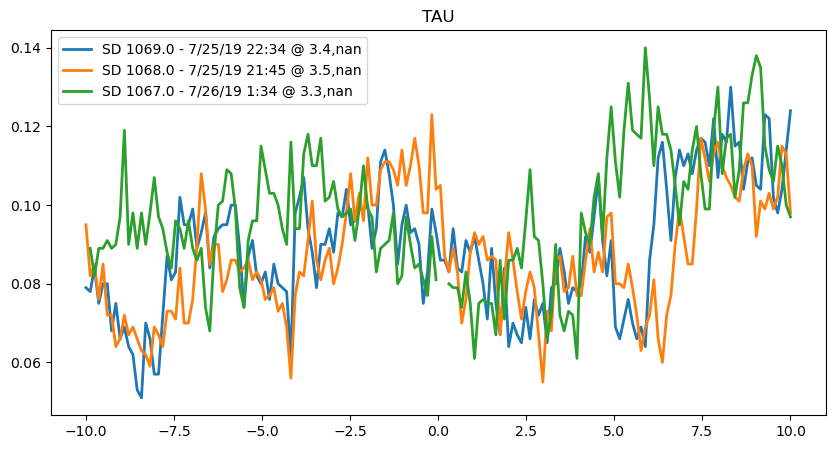 TAU
SD 1069.0 - 7/25/19 22:34 @ 3.4,nan
SD 1068.0 - 7/25/19 21:45 @ 3.5,nan
SD 1067.0 - 7/26/19 1:34 @ 3.3,nan
0.14
0.12
0.10
0.08
0.06
−10.0 −7.5 −5.0 −2.5 0.0 2.5 5.0 7.5 10.0